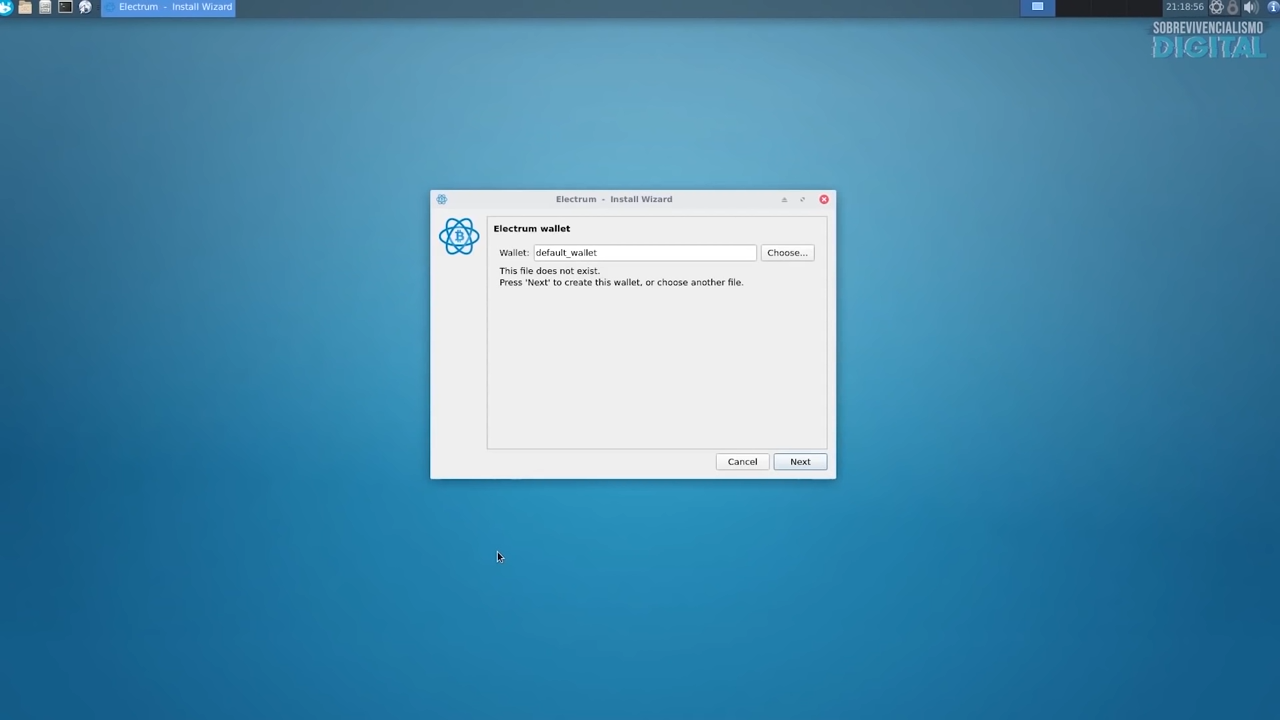 Electrum - Install Wizard
21:18:56
SOBREVIVENCIALISMO
DIGITAL
Electrum - Install Wizard
Electrum wallet
Wallet: default_wallet Choose...
This file does not exist.
Press 'Next' to create this wallet, or choose another file.
Cancel Next